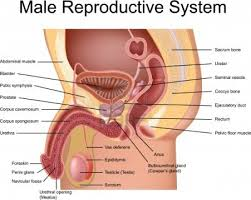 Male Reproductive System
Abdominal muscle
Bladder
Pubic symphysis
Prostate
Corpus cavernosum
Corpus spongiosum
Urethra
Foreskin
Penis gland
Navicular fossa
Urethral opening
(Meatus)
Vas deferens
Epididymis
Testicle (Testis)
Scrotum
Sacrum bone
Ureter
Seminal vesicle
Coccyx bone
Ejaculatory duct
Rectum
Pelvic floor muscle
Anus
Bulbourethral gland
(Cowper's gland)